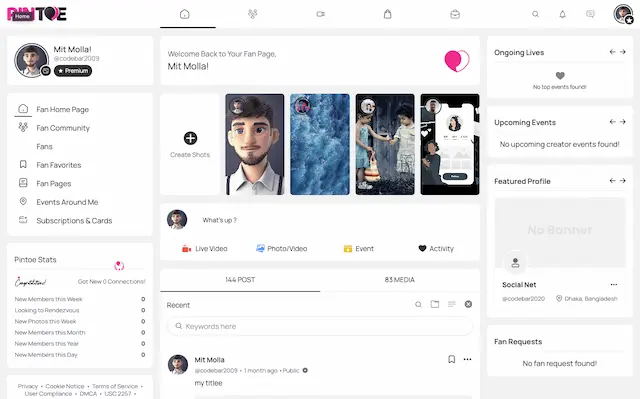 PINTOE
Home
Mit Molla!
@codebar2009
Premium
Fan Home Page
Fan Community
Fans
Fan Favorites
Fan Pages
Events Around Me
Subscriptions & Cards
Pintoe Stats
Congratulations!
Got New 0 Connections!
New Members this Week 0
Looking to Rendezvous 0
New Photos this Week 0
New Members this Month 0
New Members this Year 0
New Members this Day 0
Privacy • Cookie Notice • Terms of Service •
User Compliance • DMCA • USC 2257 •
Welcome Back to Your Fan Page,
Mit Molla!
Create Shots
Follow
What's up ?
Live Video
Photo/Video
Event
Activity
144 POST
83 MEDIA
Recent
Keywords here
Mit Molla
@codebar2009 • 1 month ago •Public
my titlee
Ongoing Lives
No top events found!
Upcoming Events
No upcoming creator events found!
Featured Profile
No Banner
Social Net
@codebar2020
Dhaka, Bangladesh
Fan Requests
No fan request found!